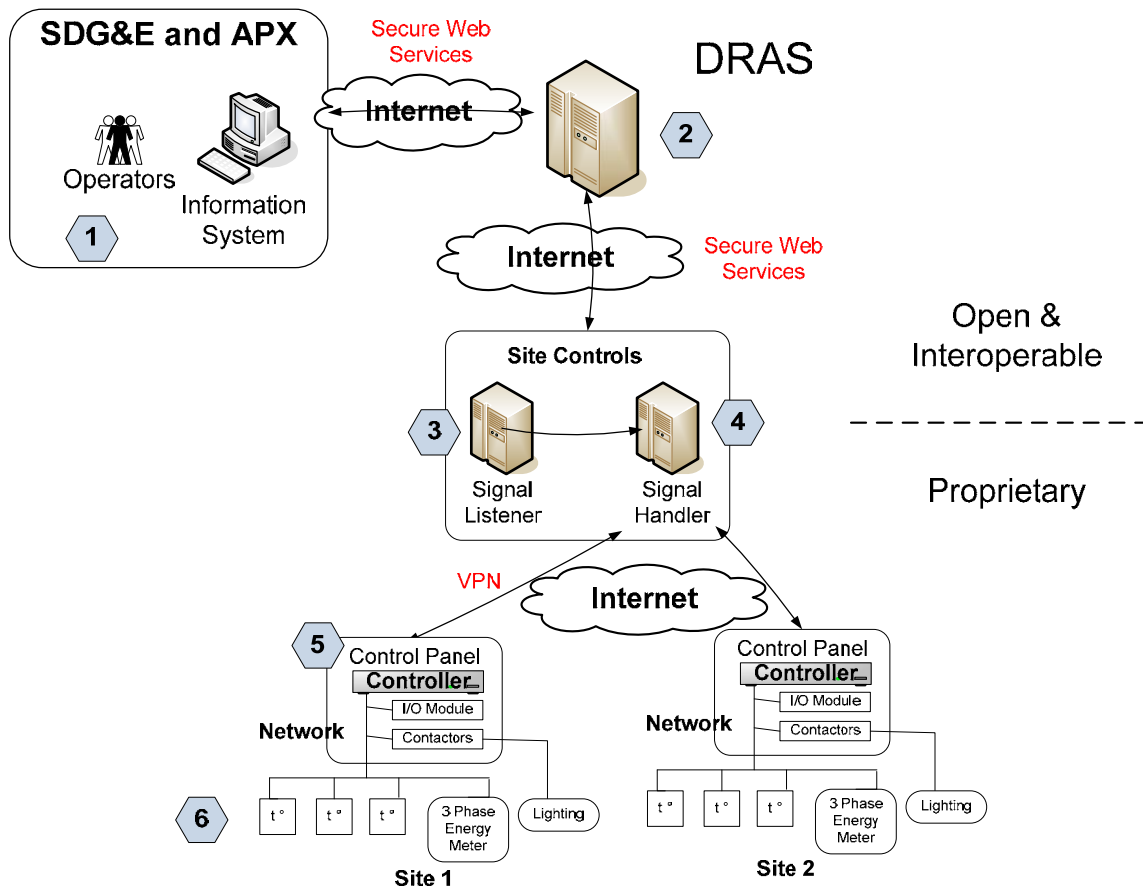 SDG&E and APX
Operators
Information
System
1
Secure Web
Services
Internet
DRAS
2
Internet
Secure Web
Services
Open &
Interoperable
Proprietary
Site Controls
3
Signal
Listener
4
Signal
Handler
VPN
Internet
5
Control Panel
Controller
I/O Module
Network
Contactors
6
t °
t °
t °
3 Phase
Energy
Meter
Lighting
Site 1
Control Panel
Controller
I/O Module
Network
Contactors
t °
t °
t °
3 Phase
Energy
Meter
Lighting
Site 2